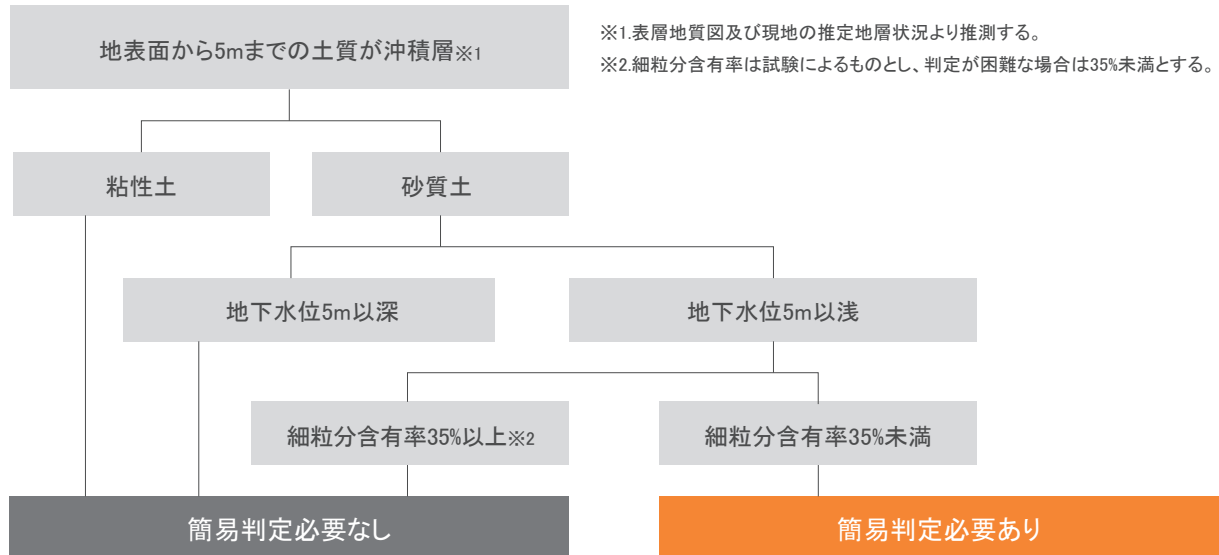 地表面から5mまでの土質が沖積層※1
※1.表層地質図及び現地の推定地層状況より推測する。
※2.細粒分含有率は試験によるものとし、判定が困難な場合は35%未満とする。
粘性土
砂質土
地下水位5m以深
地下水位5m以浅
細粒分含有率35%以上※2
細粒分含有率35%未満
簡易判定必要なし
簡易判定必要あり